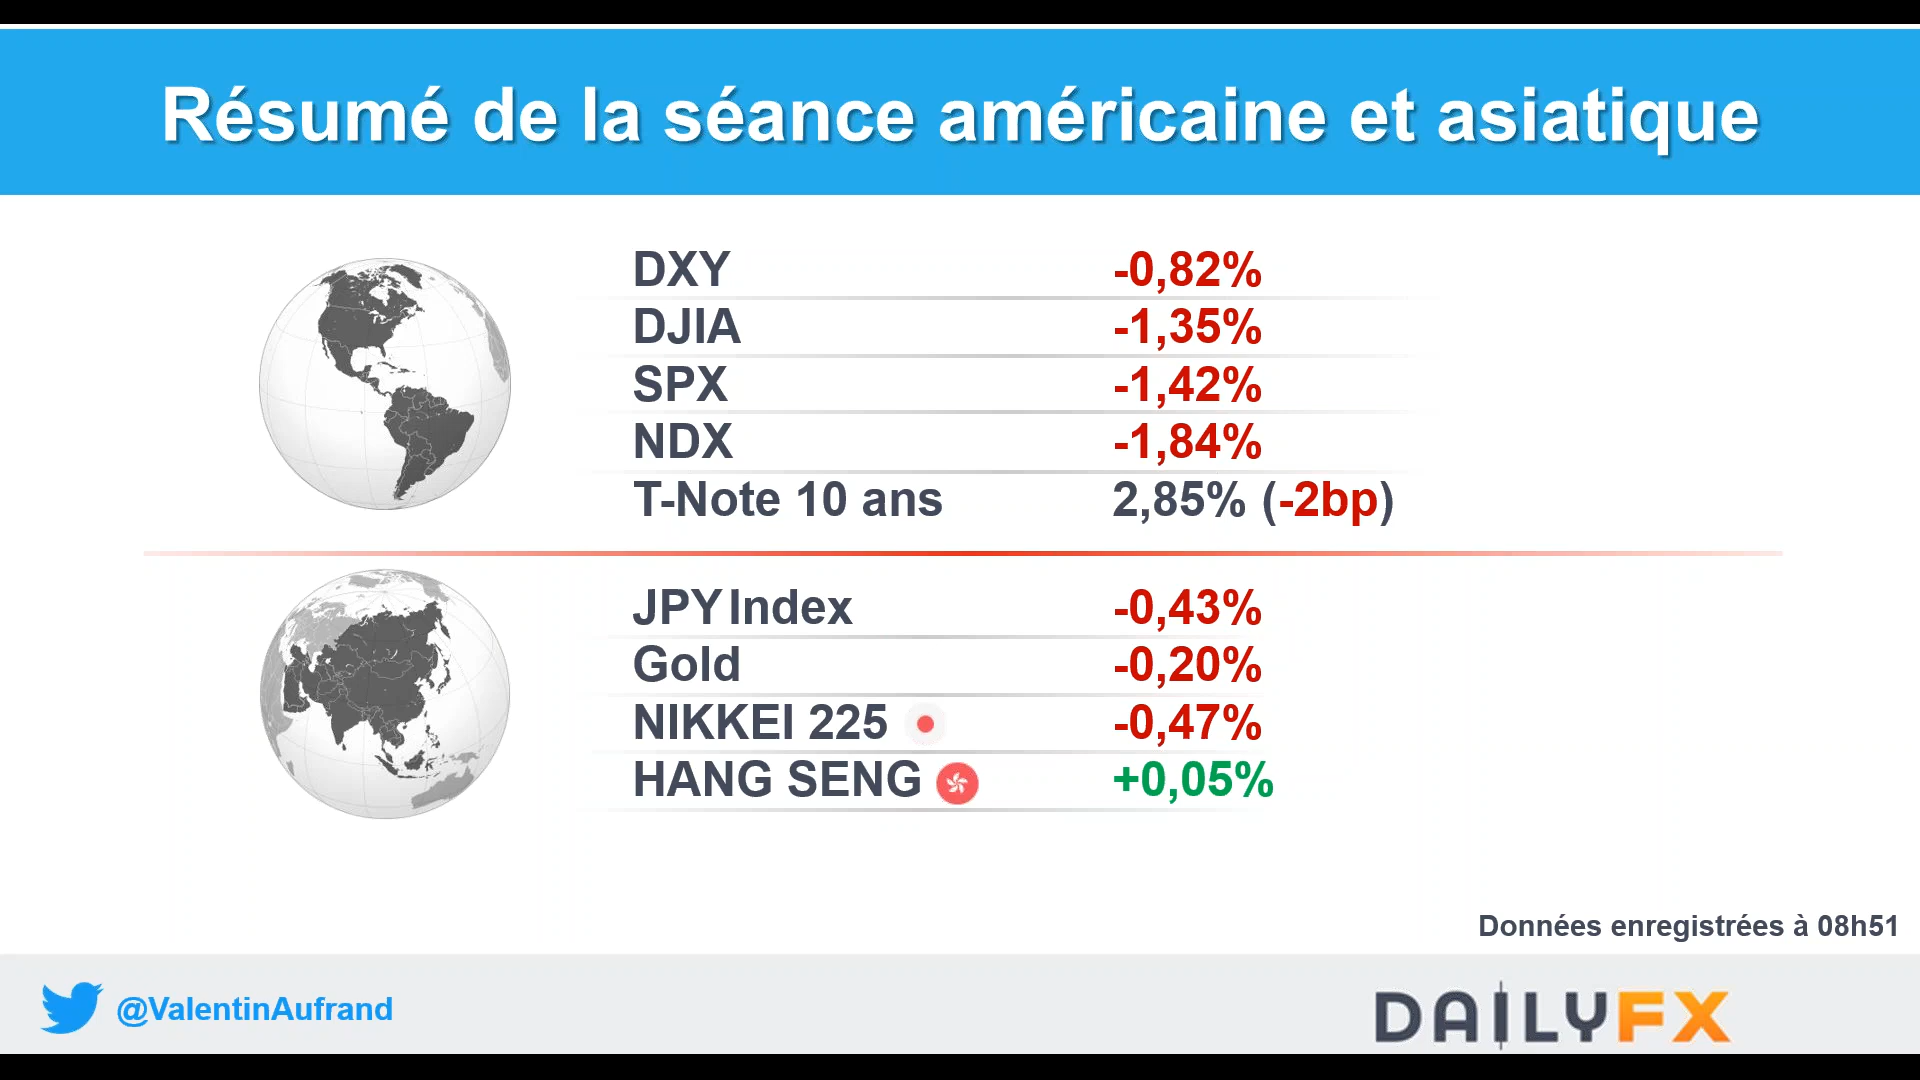 Résumé de la séance américaine et asiatique
DXY -0,82%
DJIA -1,35%
SPX -1,42%
NDX -1,84%
T-Note 10 ans 2,85% (-2bp)
JPY Index -0,43%
Gold -0,20%
NIKKEI 225 -0,47%
HANG SENG +0,05%
Données enregistrées à 08h51
@ValentinAufrand
DAILYFX